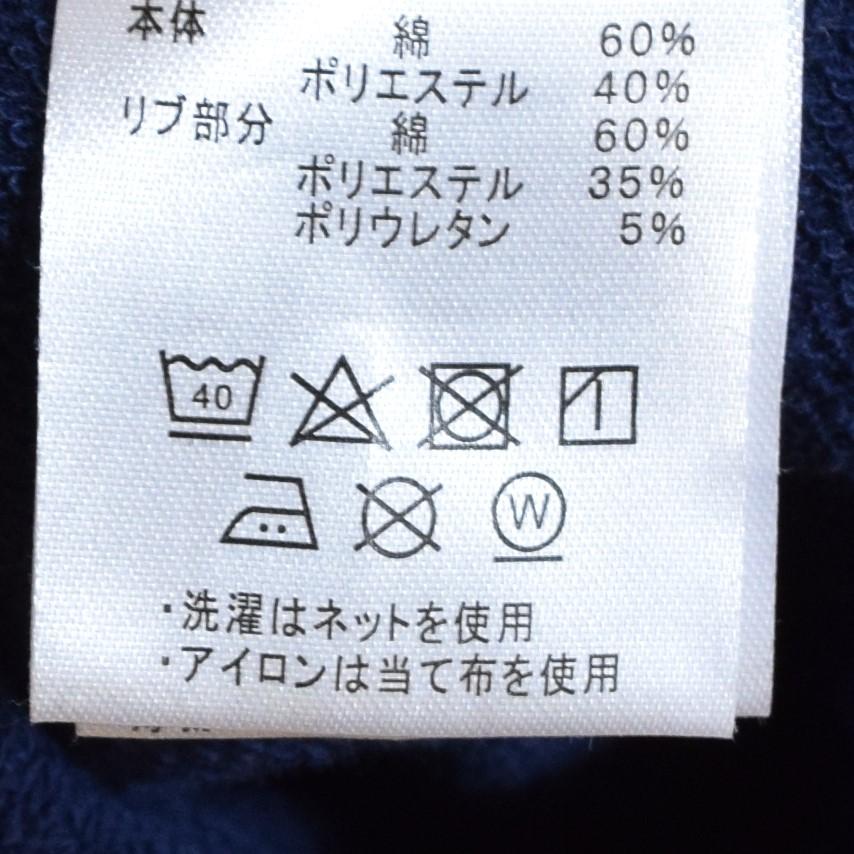 本体 綿 60%
ポリエステル 40%
リブ部分 綿 60%
ポリエステル 35%
ポリウレタン 5%
40
W
・洗濯はネットを使用
・アイロンは当て布を使用